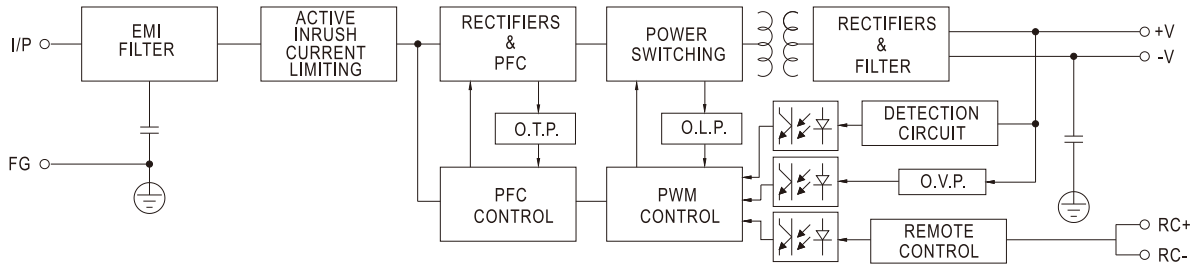 I/P
EMI
FILTER
ACTIVE
INRUSH
CURRENT
LIMITING
RECTIFIERS
&
PFC
POWER
SWITCHING
RECTIFIERS
&
FILTER
+V
-V
O.T.P.
O.L.P.
DETECTION
CIRCUIT
FG
PFC
CONTROL
PWM
CONTROL
O.V.P.
REMOTE
CONTROL
RC+
RC-